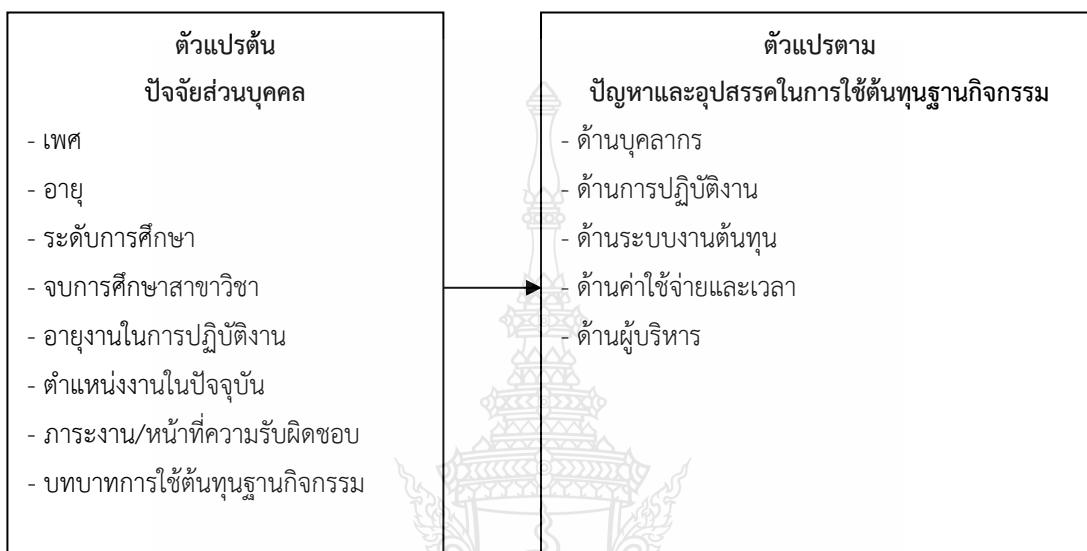 ตัวแปรต้น
ปัจจัยส่วนบุคคล
- เพศ
- อายุ
- ระดับการศึกษา
- จบการศึกษาสาขาวิชา
- อายุงานในการปฏิบัติงาน
- ตำแหน่งงานในปัจจุบัน
- ภาระงาน/หน้าที่ความรับผิดชอบ
- บทบาทการใช้ต้นทุนฐานกิจกรรม
ตัวแปรตาม
ปัญหาและอุปสรรคในการใช้ต้นทุนฐานกิจกรรม
- ด้านบุคลากร
- ด้านการปฏิบัติงาน
- ด้านระบบงานต้นทุน
- ด้านค่าใช้จ่ายและเวลา
- ด้านผู้บริหาร